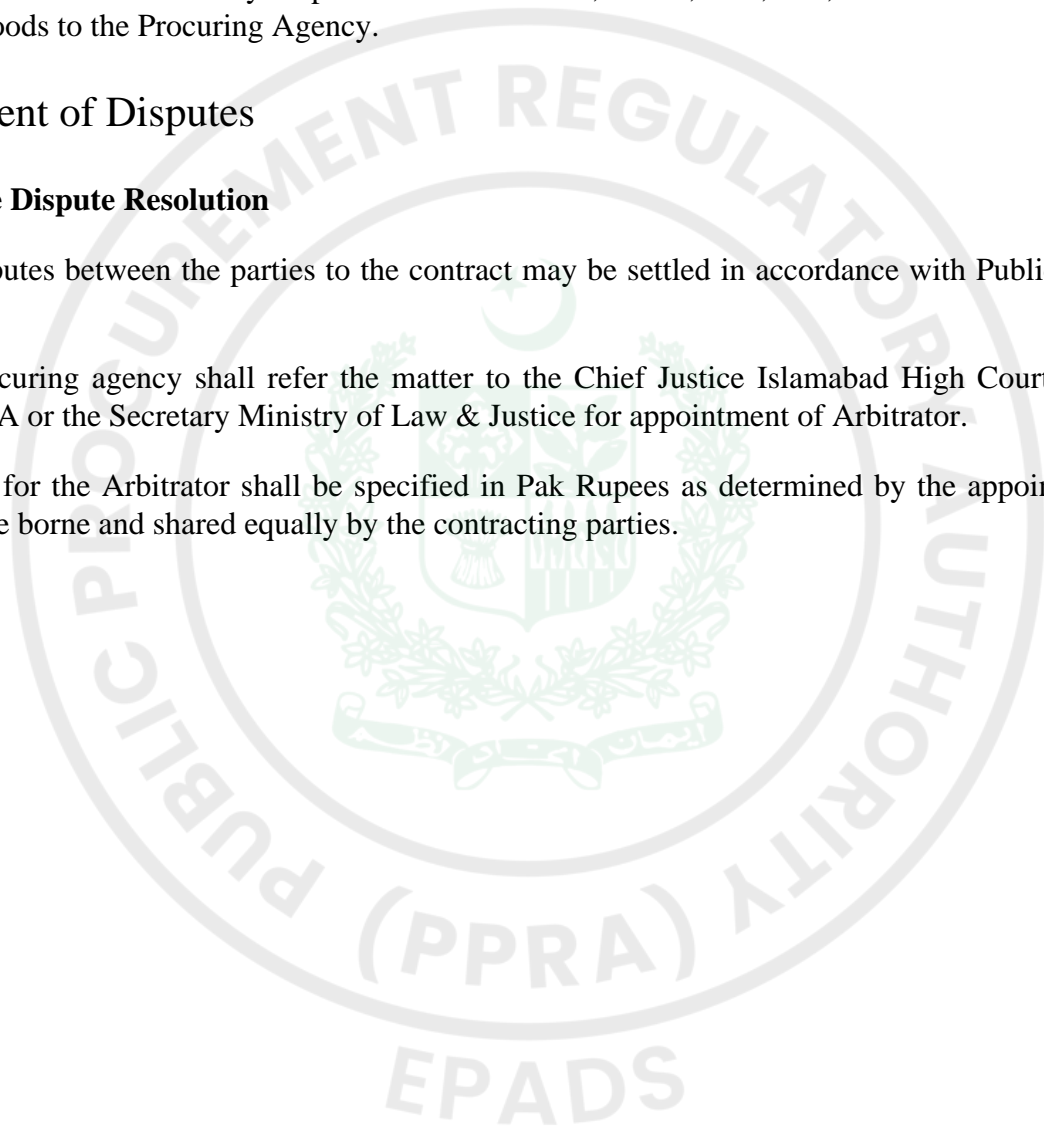 oods to the Procuring Agency.
ent of Disputes
e Dispute Resolution
outes between the parties to the contract may be settled in accordance with Publi
curing agency shall refer the matter to the Chief Justice Islamabad High Court
A or the Secretary Ministry of Law & Justice for appointment of Arbitrator.
for the Arbitrator shall be specified in Pak Rupees as determined by the appoin
e borne and shared equally by the contracting parties.
PUBLIC PROCUREMENT REGULATORY AUTHORITY
(PPRA)
EPADS